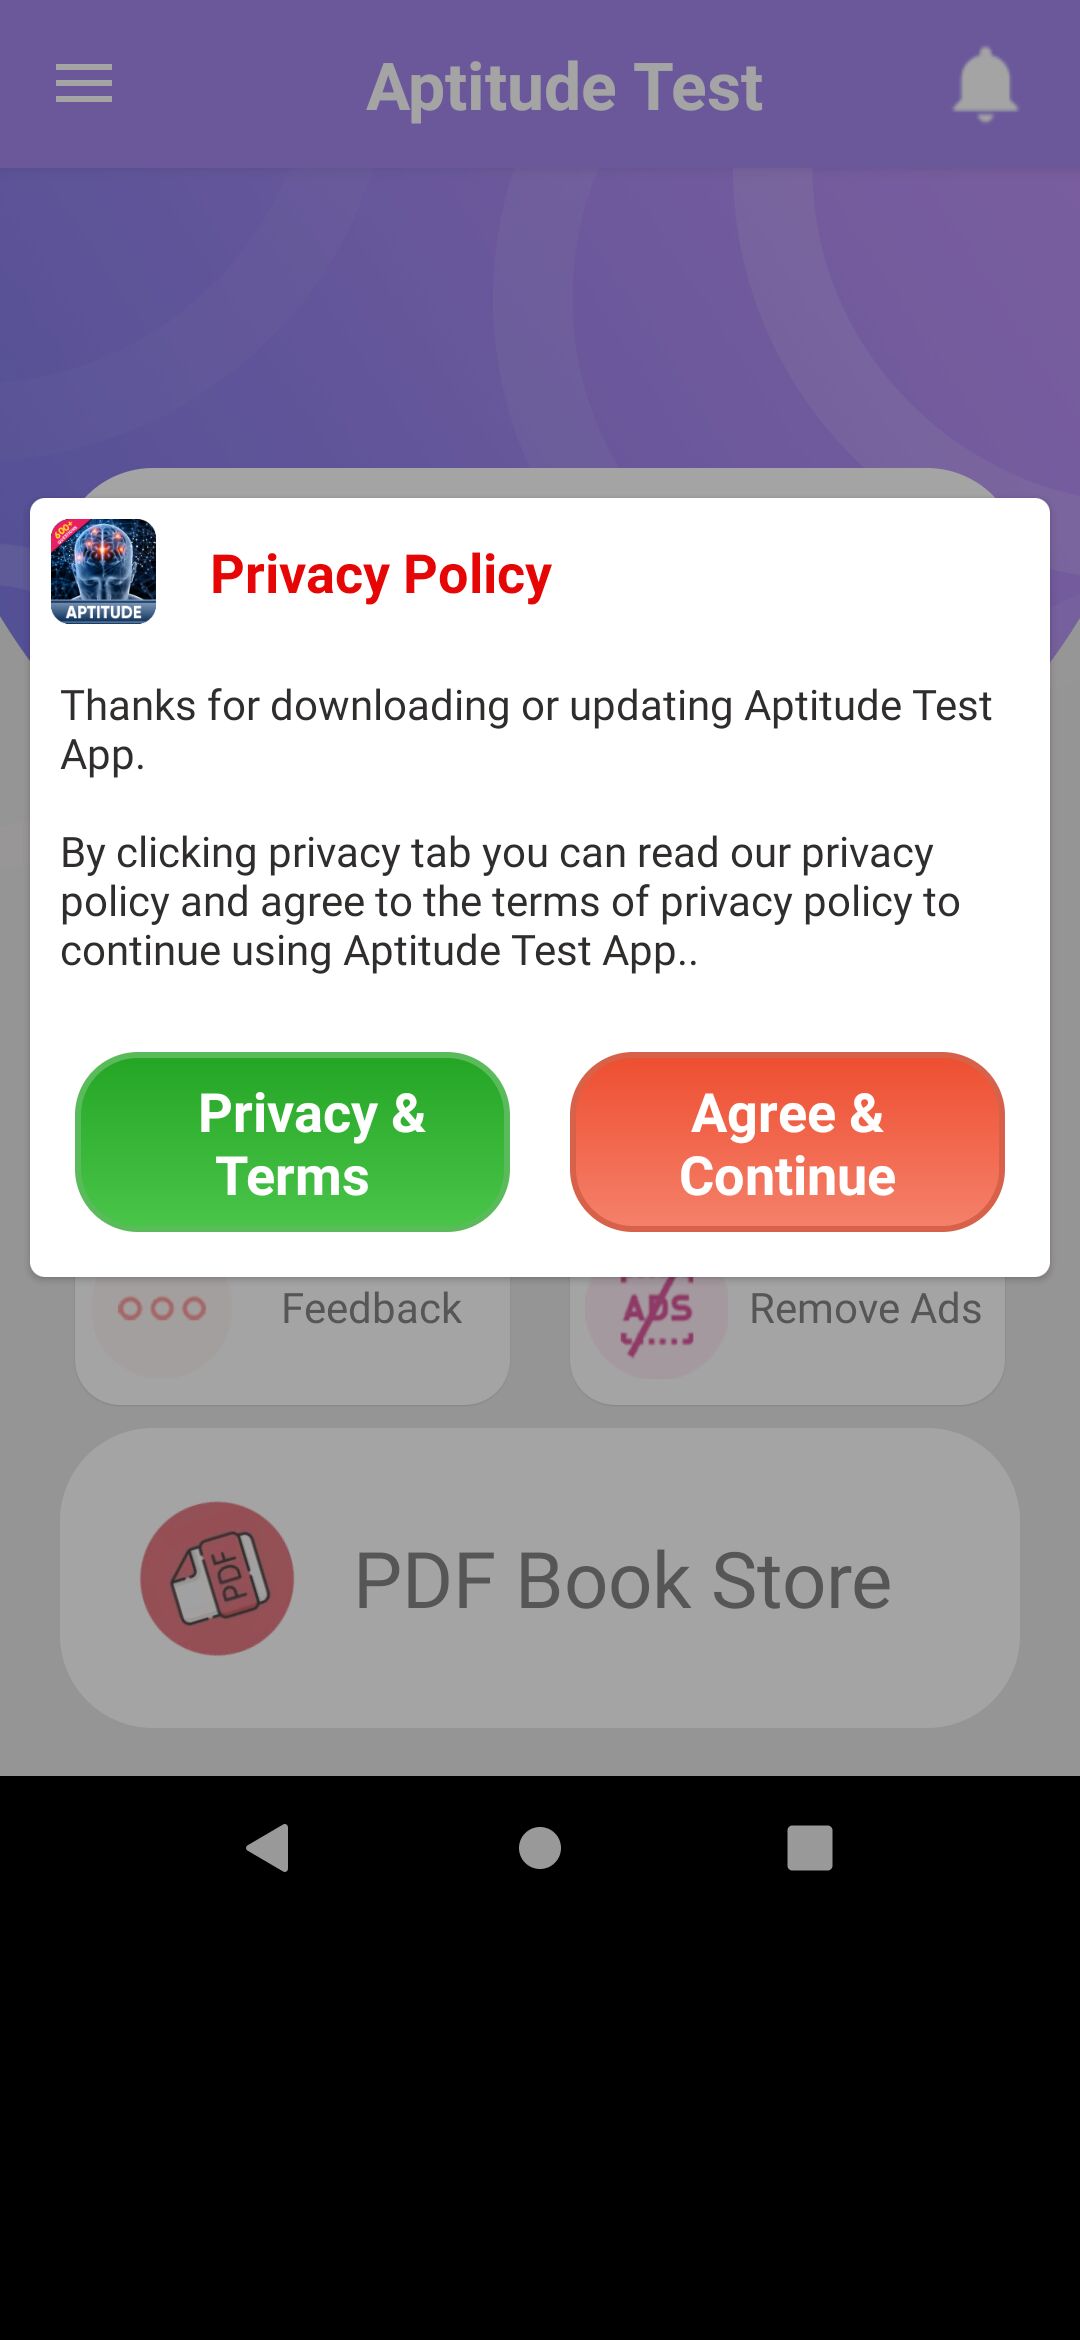 Aptitude Test
600+
APTITUDE
Privacy Policy
Thanks for downloading or updating Aptitude Test
App.
By clicking privacy tab you can read our privacy
policy and agree to the terms of privacy policy to
continue using Aptitude Test App..
Privacy &
Terms
Agree &
Continue
Feedback
ADS
Remove Ads
PDF
PDF Book Store